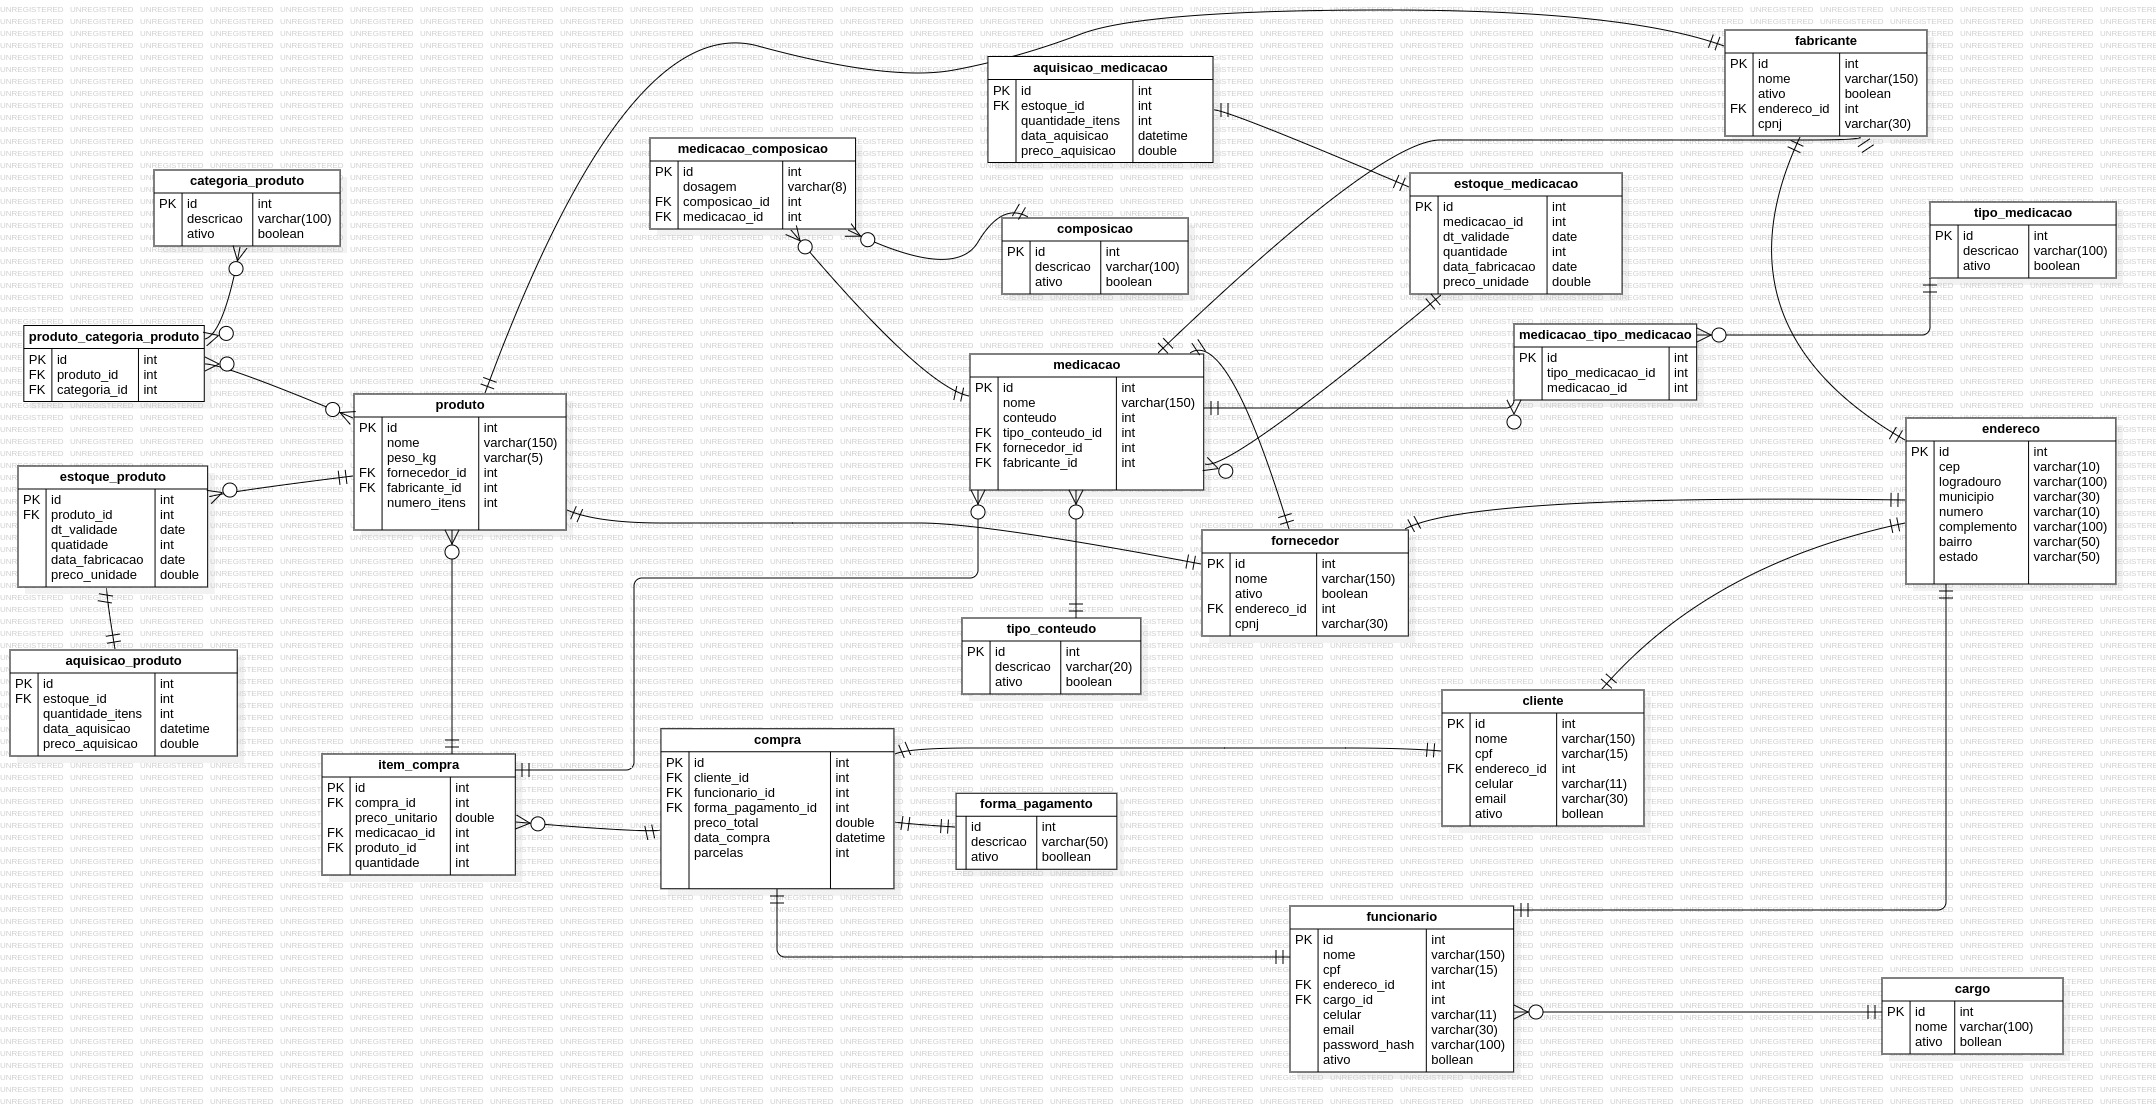 fabricante
PK id int
nome varchar(150)
ativo boolean
FK endereco_id int
cpnj varchar(30)
aquisicao_medicacao
PK id int
FK estoque_id int
quantidade_itens int
data_aquisicao datetime
preco_aquisicao double
medicacao_composicao
PK id int
dosagem varchar(8)
FK composicao_id int
FK medicacao_id int
categoria_produto
PK id int
descricao varchar(100)
ativo boolean
estoque_medicacao
PK id int
medicacao_id int
dt_validade date
quantidade int
data_fabricacao date
preco_unidade double
composicao
PK id int
descricao varchar(100)
ativo boolean
tipo_medicacao
PK id int
descricao varchar(100)
ativo boolean
produto_categoria_produto
PK id int
FK produto_id int
FK categoria_id int
medicacao_tipo_medicacao
PK id int
tipo_medicacao_id int
medicacao_id int
medicacao
PK id int
nome varchar(150)
conteudo int
FK tipo_conteudo_id int
FK fornecedor_id int
FK fabricante_id int
produto
PK id int
nome varchar(150)
peso_kg varchar(5)
FK fornecedor_id int
FK fabricante_id int
numero_itens int
endereco
PK id int
cep varchar(10)
logradouro varchar(100)
municipio varchar(30)
numero varchar(10)
complemento varchar(100)
bairro varchar(50)
estado varchar(50)
estoque_produto
PK id int
FK produto_id int
dt_validade date
quatidade int
data_fabricacao date
preco_unidade double
fornecedor
PK id int
nome varchar(150)
ativo boolean
FK endereco_id int
cpnj varchar(30)
tipo_conteudo
PK id int
descricao varchar(20)
ativo boolean
aquisicao_produto
PK id int
FK estoque_id int
quantidade_itens int
data_aquisicao datetime
preco_aquisicao double
cliente
PK id int
nome varchar(150)
cpf varchar(15)
FK endereco_id int
celular varchar(11)
email varchar(30)
ativo bollean
compra
PK id int
FK cliente_id int
FK funcionario_id int
FK forma_pagamento_id int
preco_total double
data_compra datetime
parcelas int
item_compra
PK id int
FK compra_id int
preco_unitario double
FK medicacao_id int
FK produto_id int
quantidade int
forma_pagamento
id int
descricao varchar(50)
ativo boollean
funcionario
PK id int
nome varchar(150)
cpf varchar(15)
FK endereco_id int
FK cargo_id int
celular varchar(11)
email varchar(30)
password_hash varchar(100)
ativo bollean
cargo
PK id int
nome varchar(100)
ativo bollean
UNREGISTERED